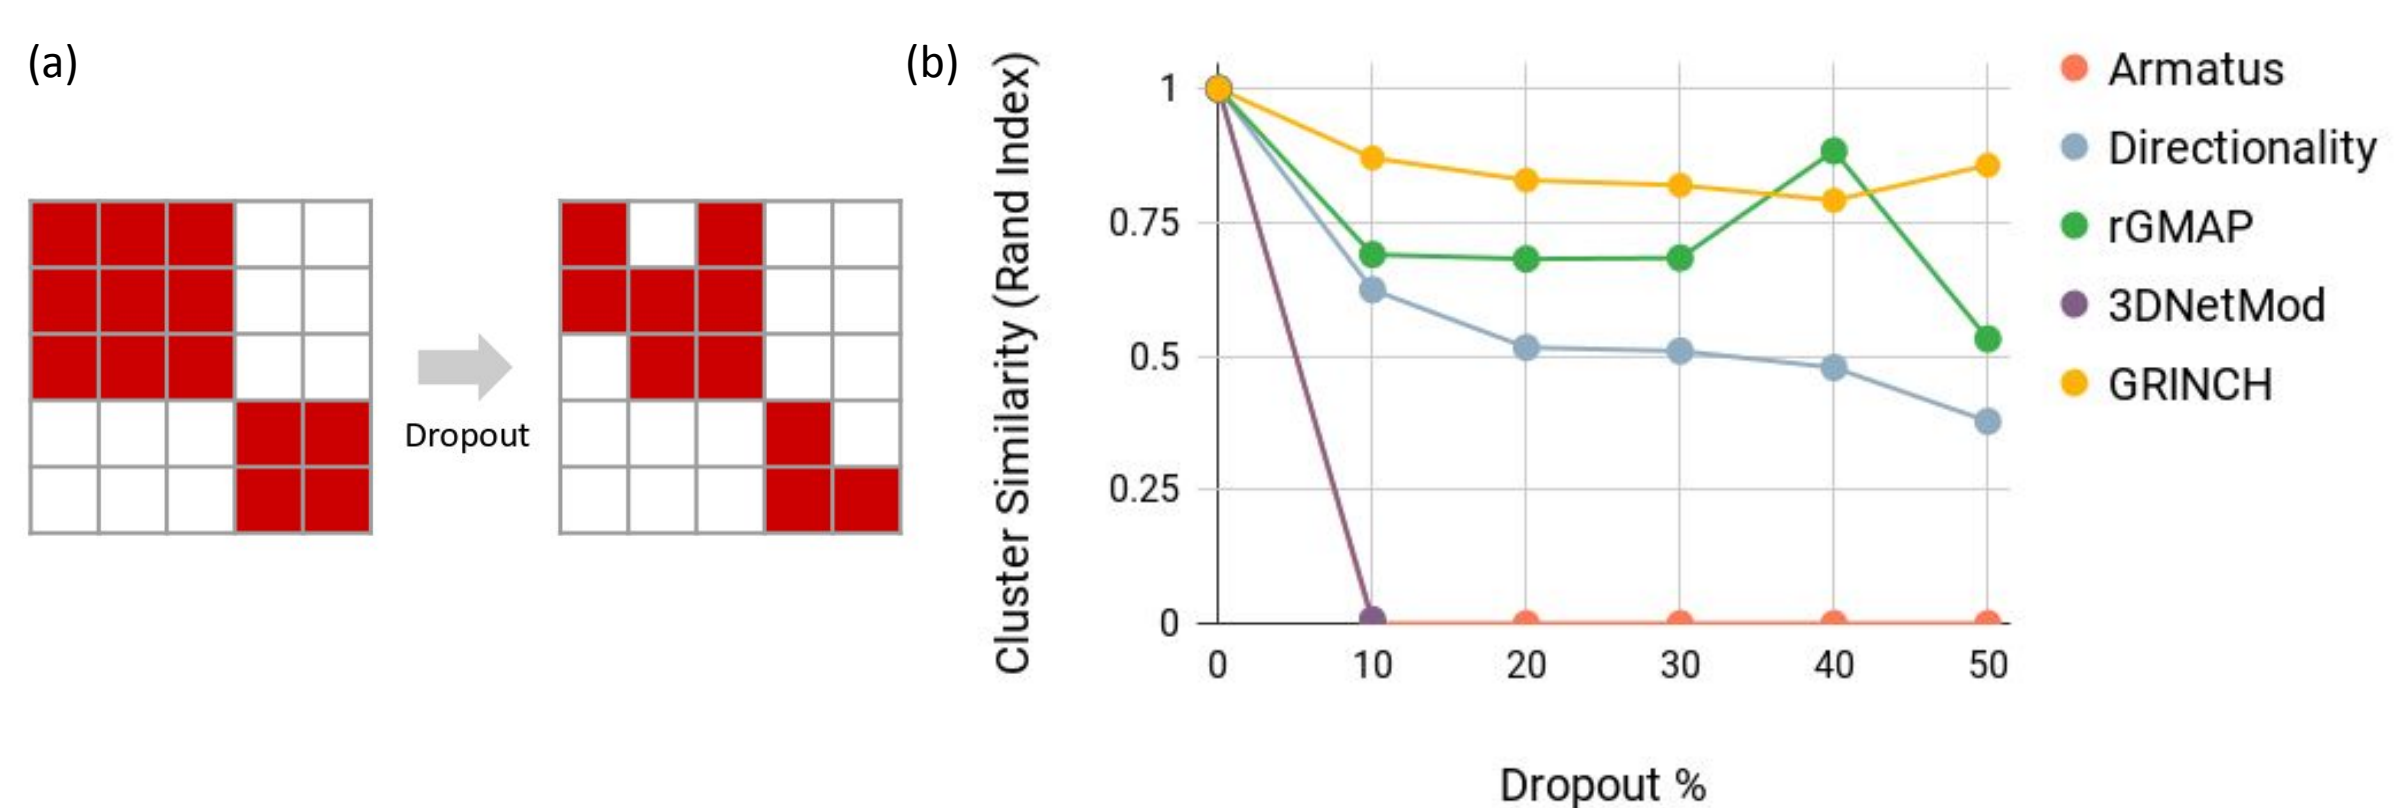 (a)
Dropout
(b)
Cluster Similarity (Rand Index)
1
0.75
0.5
0.25
0
0 10 20 30 40 50
Dropout %
Armatus
Directionality
rGMAP
3DNetMod
GRINCH